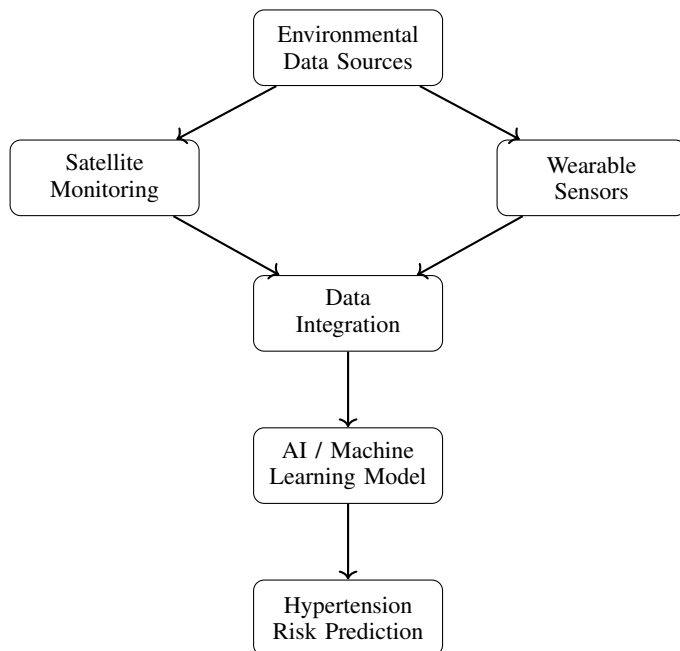 Environmental
Data Sources
Satellite
Monitoring
Wearable
Sensors
Data
Integration
AI / Machine
Learning Model
Hypertension
Risk Prediction